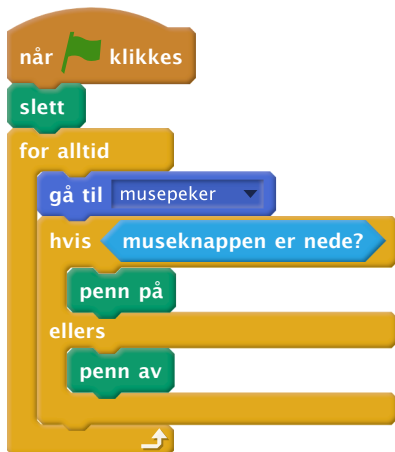 når klikkes
slett
for alltid
gå til musepeker
hvis museknappen er nede?
penn på
ellers
penn av